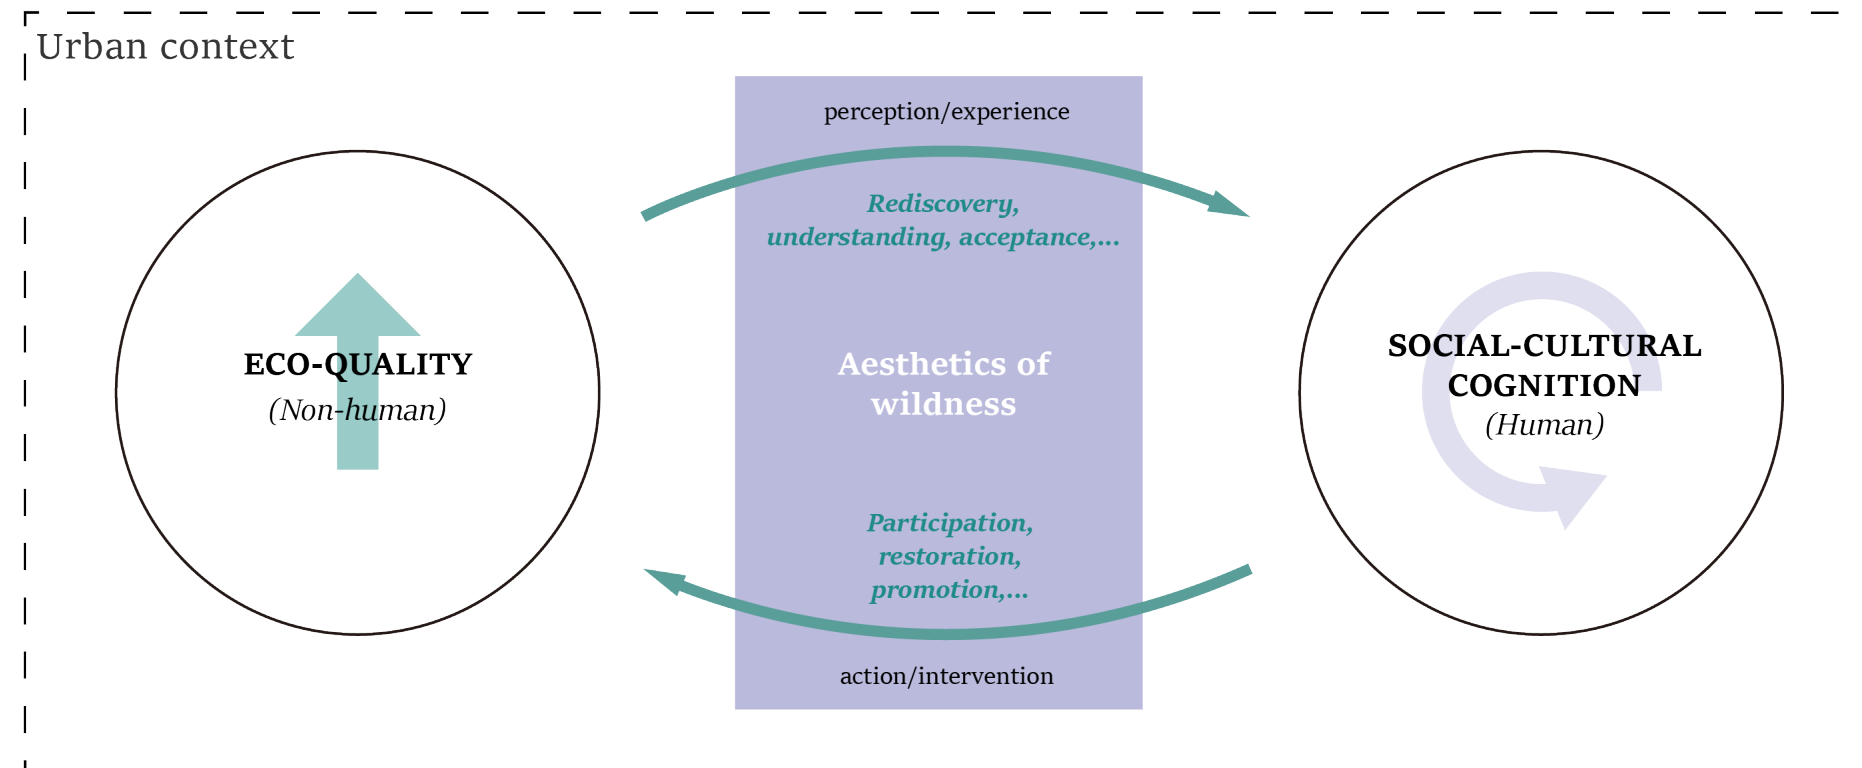 Urban context
perception/experience
Rediscovery,
understanding, acceptance,...
ECO-QUALITY
(Non-human)
Aesthetics of
wildness
SOCIAL-CULTURAL
COGNITION
(Human)
Participation,
restoration,
promotion,...
action/intervention